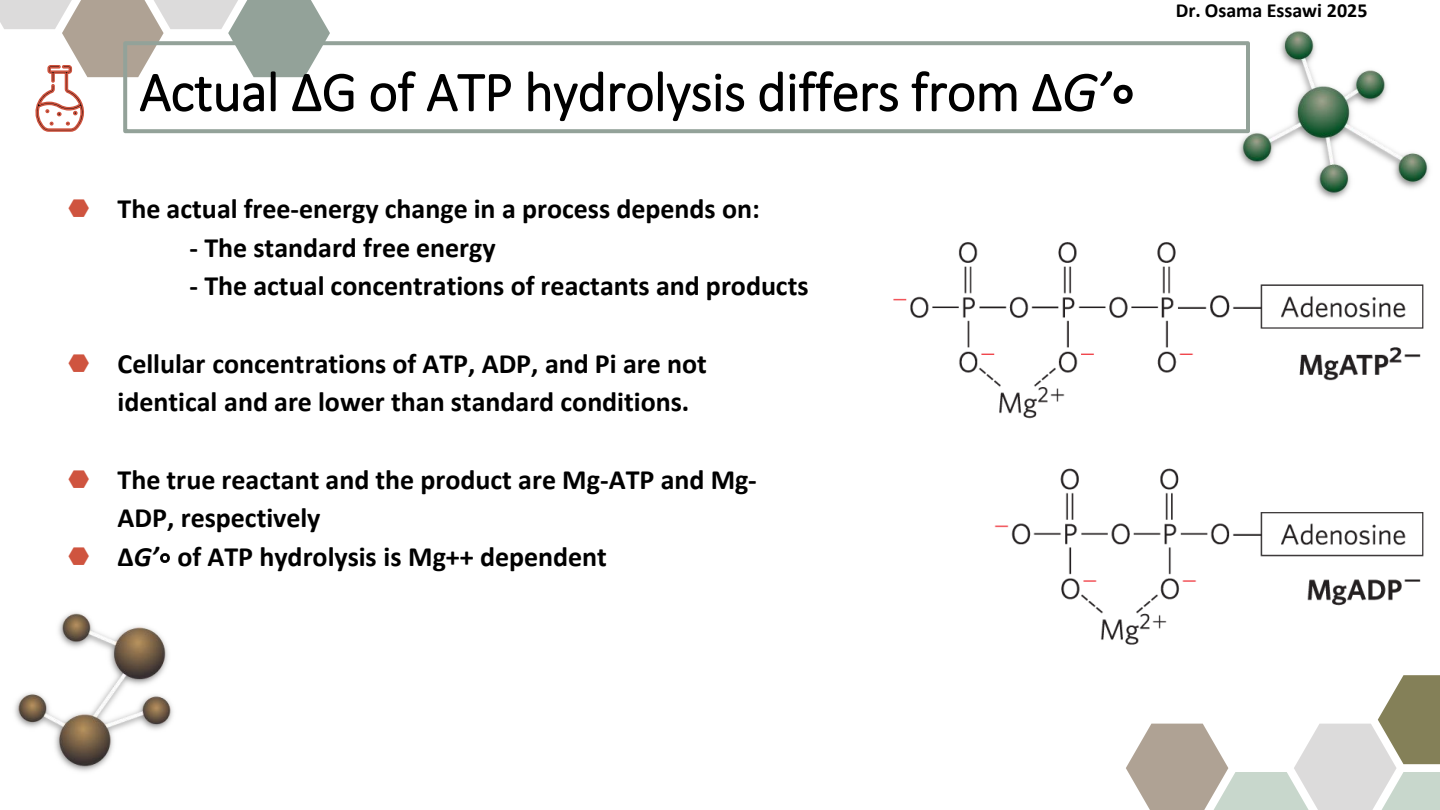 Dr. Osama Essawi 2025
Actual ΔG of ATP hydrolysis differs from ΔG’∘
The actual free-energy change in a process depends on:
- The standard free energy
- The actual concentrations of reactants and products
Cellular concentrations of ATP, ADP, and Pi are not
identical and are lower than standard conditions.
The true reactant and the product are Mg-ATP and Mg-
ADP, respectively
ΔG’∘ of ATP hydrolysis is Mg++ dependent
O O O
⁻O—P—O—P—O—P—O— Adenosine
O⁻ O⁻ O⁻
MgATP²⁻
Mg²⁺
O O
⁻O—P—O—P—O— Adenosine
O⁻ O⁻
MgADP⁻
Mg²⁺